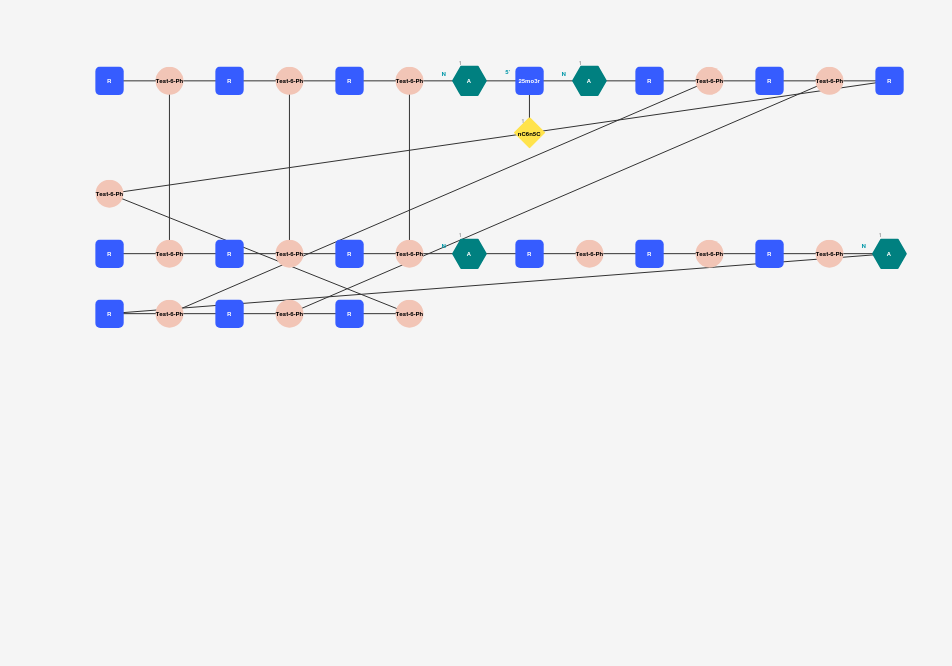 1 1
N 5' N
R Test-6-Ph R Test-6-Ph R Test-6-Ph A 25mo3r A R Test-6-Ph R Test-6-Ph R
1
nC6n5C
Test-6-Ph
1 1
N N
R Test-6-Ph R Test-6-Ph R Test-6-Ph A R Test-6-Ph R Test-6-Ph R Test-6-Ph A
R Test-6-Ph R Test-6-Ph R Test-6-Ph